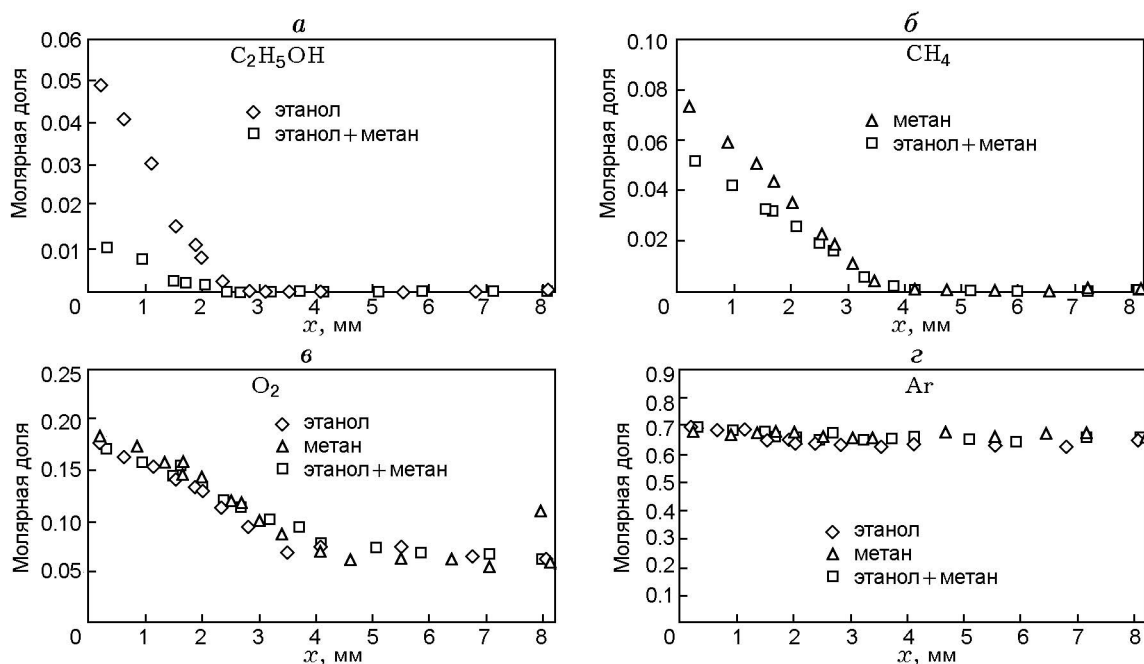 а
Молярная доля
0.06
0.05
0.04
0.03
0.02
0.01
0
C₂H₅OH
этанол
этанол+метан
1 2 3 4 5 6 7 8
x, мм
б
Молярная доля
0.10
0.08
0.06
0.04
0.02
0
CH₄
метан
этанол+метан
1 2 3 4 5 6 7 8
x, мм
в
Молярная доля
0.25
0.20
0.15
0.10
0.05
0
O₂
этанол
метан
этанол+метан
1 2 3 4 5 6 7 8
x, мм
г
Молярная доля
0.9
0.8
0.7
0.6
0.5
0.4
0.3
0.2
0.1
0
Ar
этанол
метан
этанол+метан
1 2 3 4 5 6 7 8
x, мм